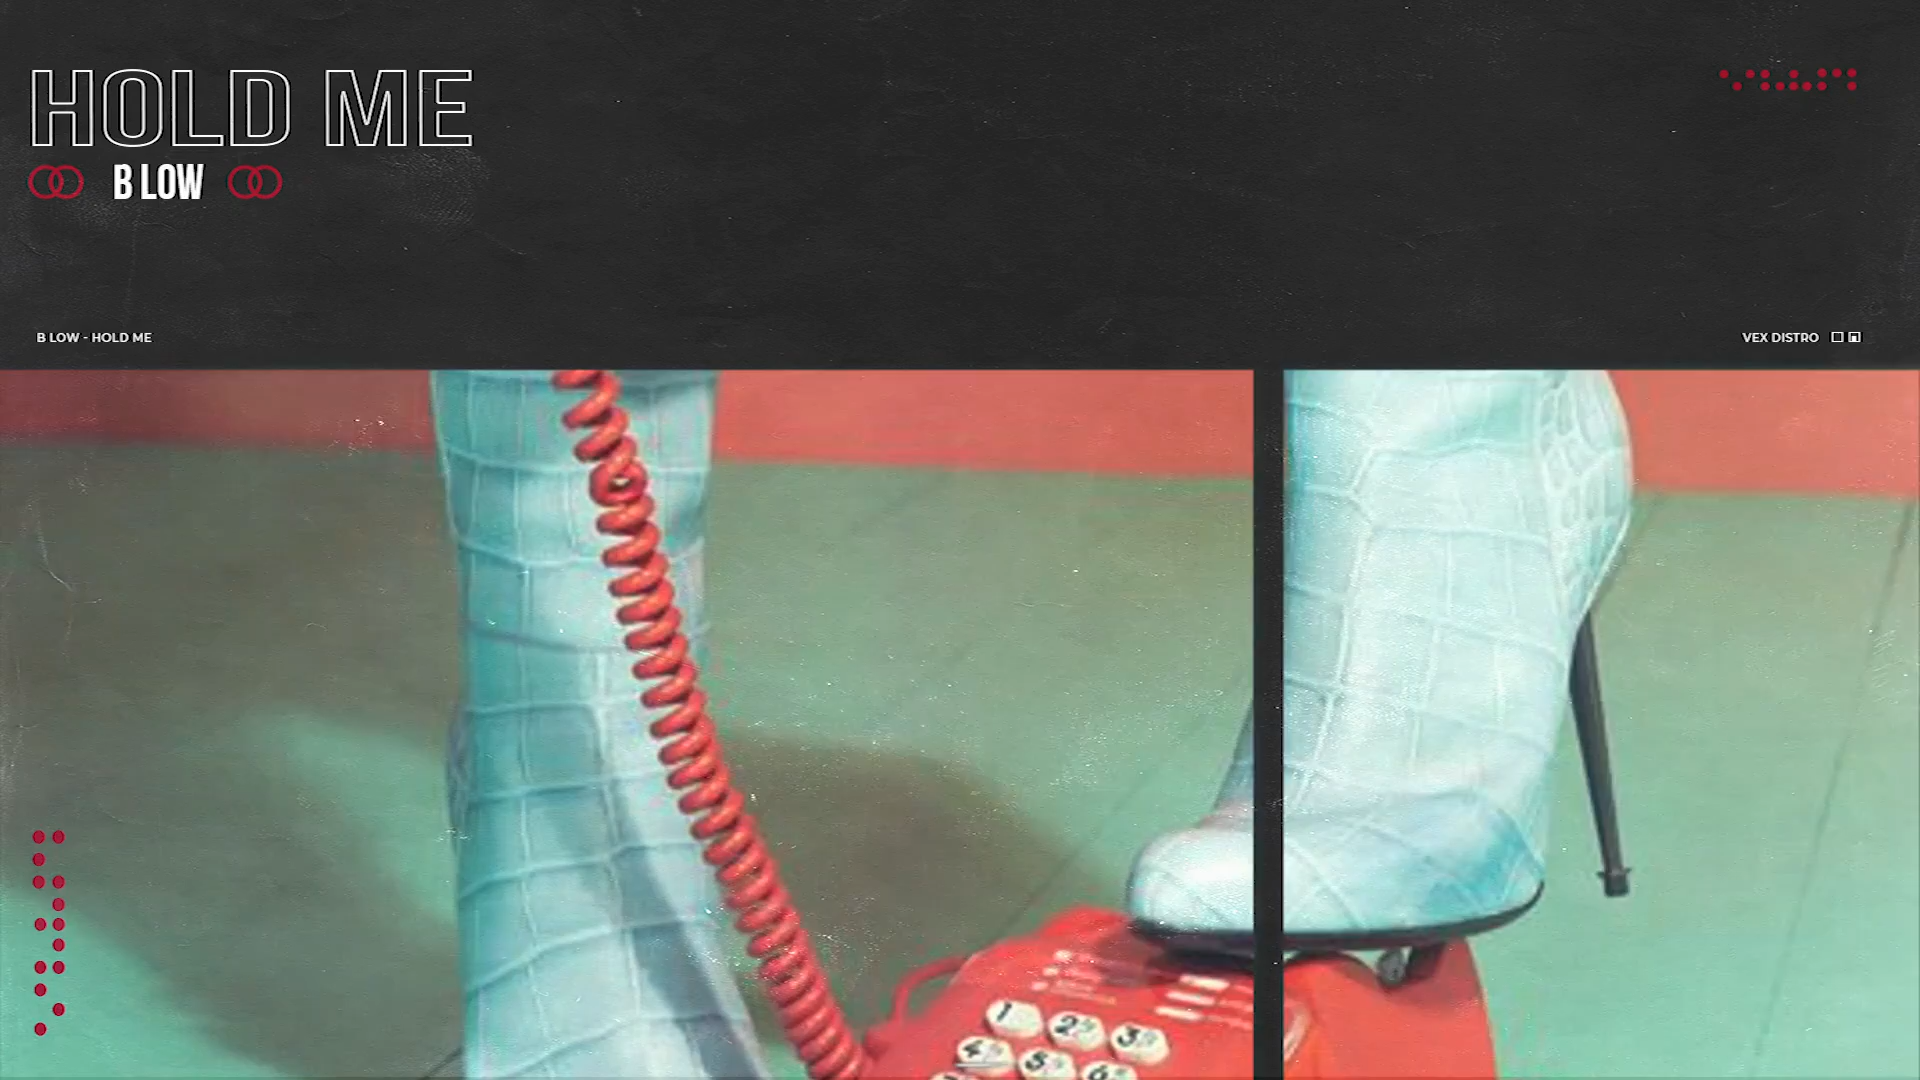 HOLD ME
B LOW
B LOW - HOLD ME
VEX DISTRO
1 2 3
4 5 6